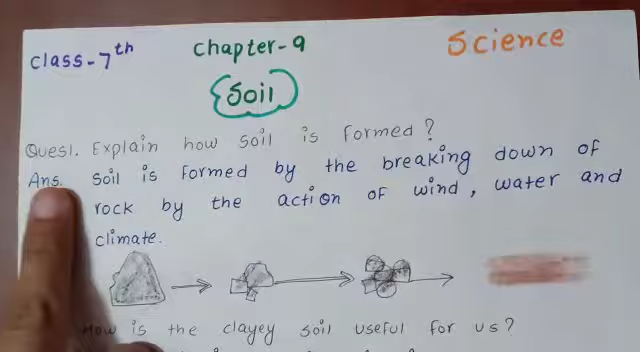 Class-7th Chapter-9 Science
Soil
Ques1. Explain how soil is formed?
Ans. Soil is formed by the breaking down of
rock by the action of wind, water and
climate.
How is the clayey soil useful for us?